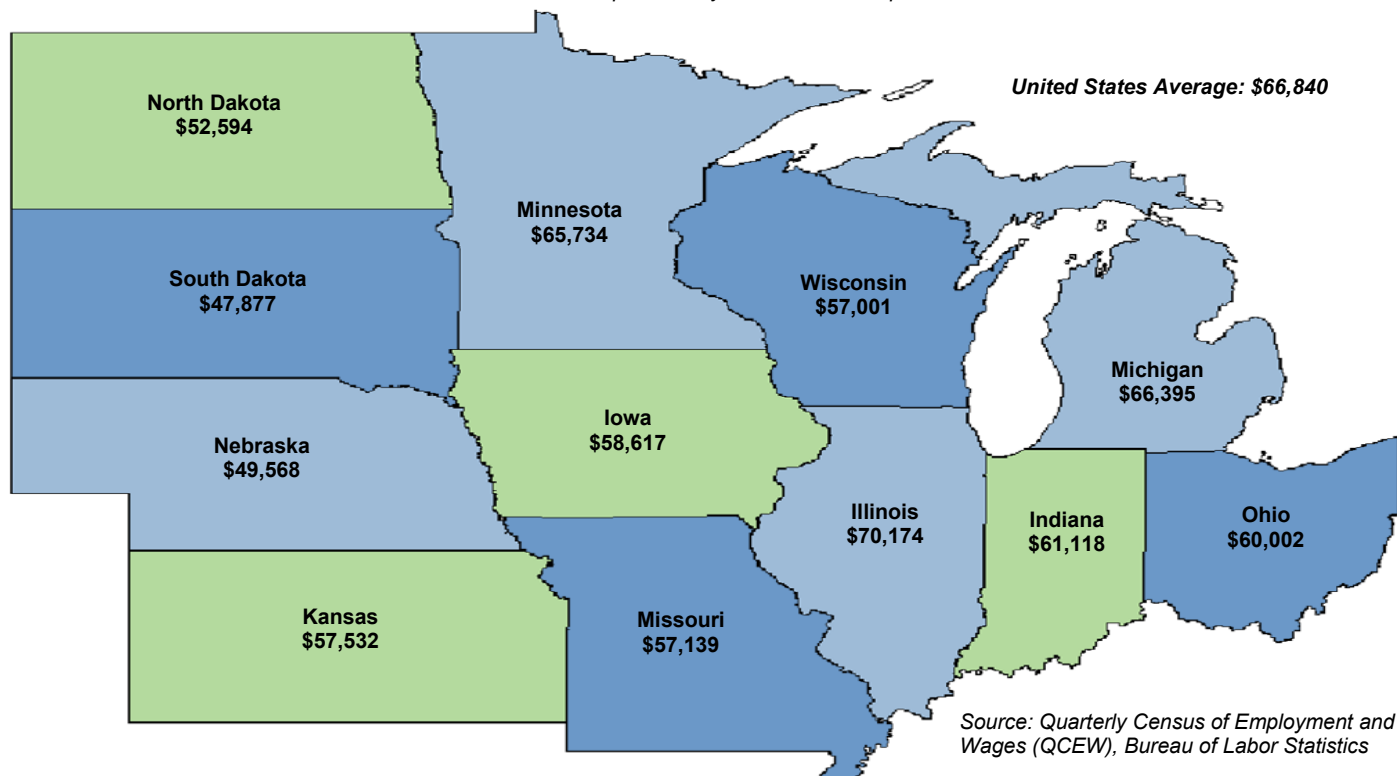 United States Average: $66,840
North Dakota
$52,594
Minnesota
$65,734
South Dakota
$47,877
Wisconsin
$57,001
Michigan
$66,395
Iowa
$58,617
Nebraska
$49,568
Illinois
$70,174
Indiana
$61,118
Ohio
$60,002
Kansas
$57,532
Missouri
$57,139
Source: Quarterly Census of Employment and
Wages (QCEW), Bureau of Labor Statistics